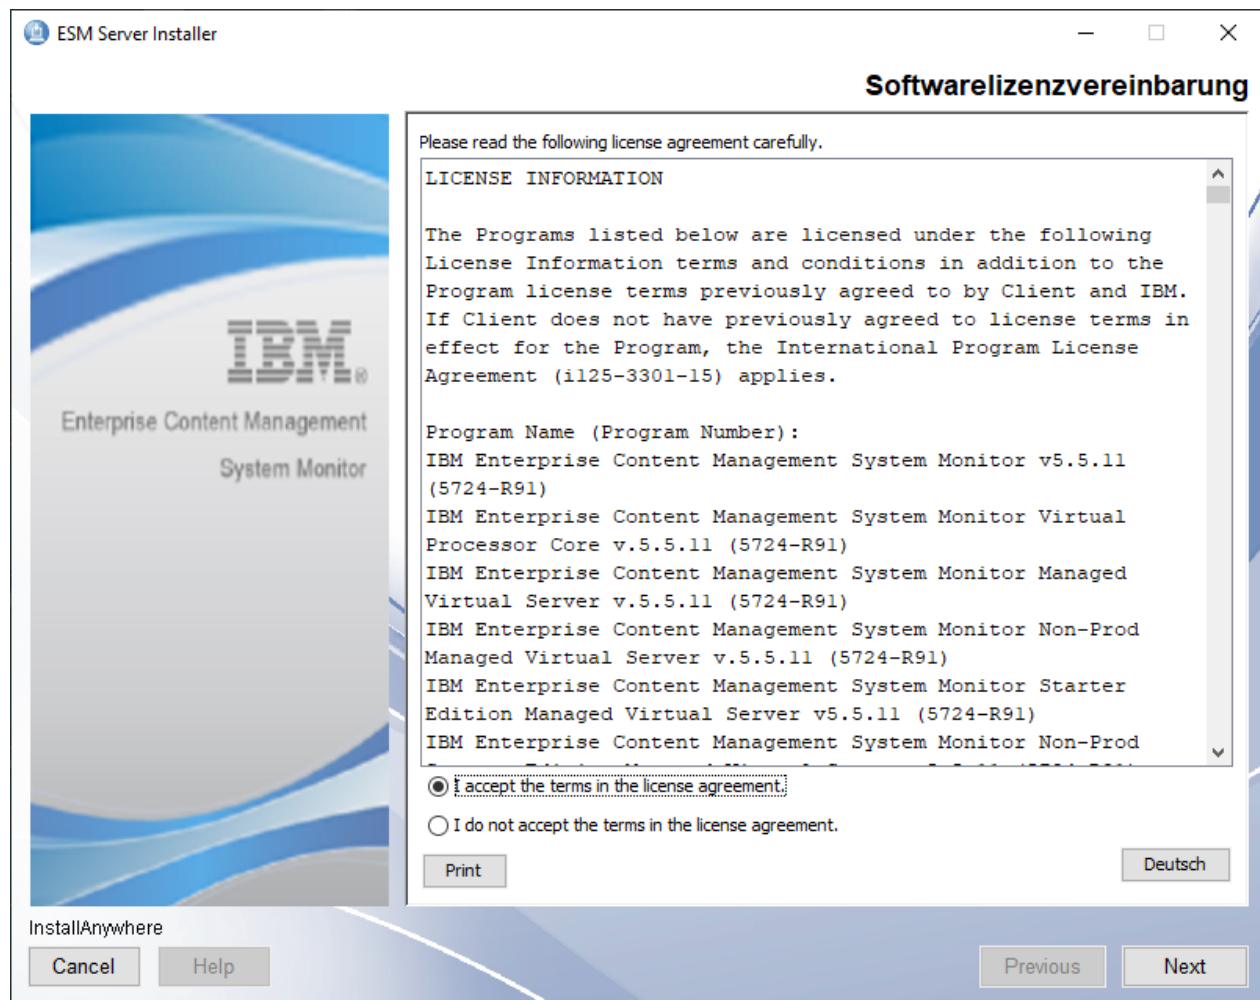 ESM Server Installer
Softwarelizenzvereinbarung
IBM®
Enterprise Content Management
System Monitor
Please read the following license agreement carefully.
LICENSE INFORMATION
The Programs listed below are licensed under the following
License Information terms and conditions in addition to the
Program license terms previously agreed to by Client and IBM.
If Client does not have previously agreed to license terms in
effect for the Program, the International Program License
Agreement (i125-3301-15) applies.
Program Name (Program Number):
IBM Enterprise Content Management System Monitor v5.5.11
(5724-R91)
IBM Enterprise Content Management System Monitor Virtual
Processor Core v.5.5.11 (5724-R91)
IBM Enterprise Content Management System Monitor Managed
Virtual Server v.5.5.11 (5724-R91)
IBM Enterprise Content Management System Monitor Non-Prod
Managed Virtual Server v.5.5.11 (5724-R91)
IBM Enterprise Content Management System Monitor Starter
Edition Managed Virtual Server v5.5.11 (5724-R91)
IBM Enterprise Content Management System Monitor Non-Prod
I accept the terms in the license agreement.
I do not accept the terms in the license agreement.
Print
Deutsch
InstallAnywhere
Cancel
Help
Previous
Next